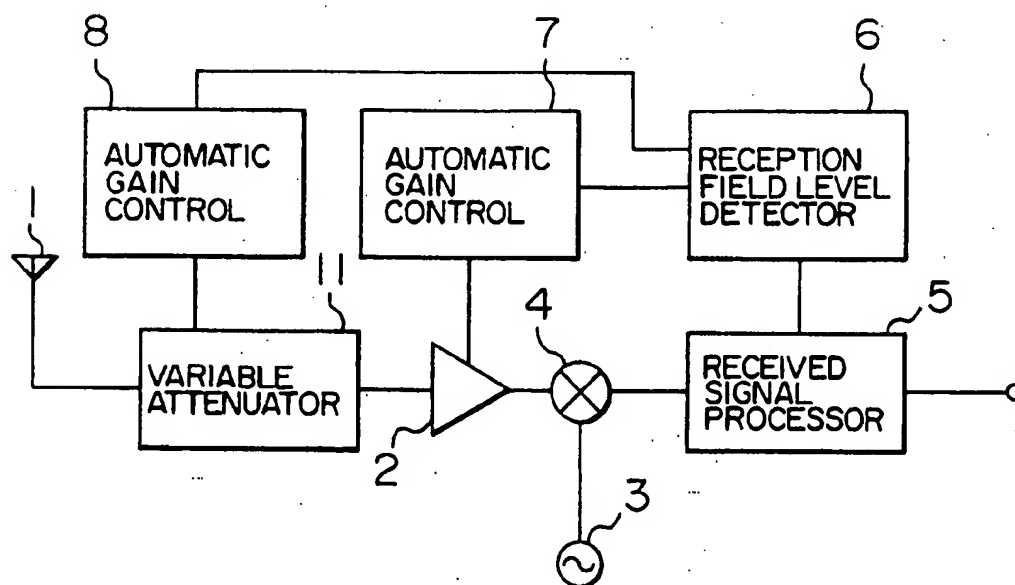 8
7
6
AUTOMATIC
GAIN
CONTROL
AUTOMATIC
GAIN
CONTROL
RECEPTION
FIELD LEVEL
DETECTOR
1
11
4
5
VARIABLE
ATTENUATOR
RECEIVED
SIGNAL
PROCESSOR
2
3